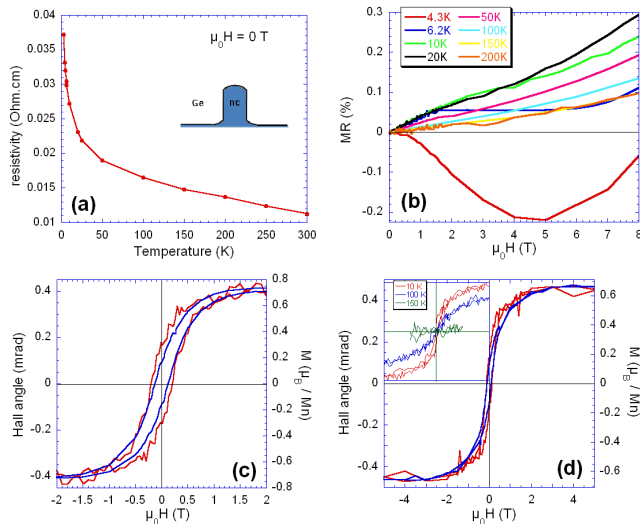 0.04
0.035
0.03
0.025
0.02
0.015
0.01
resistivity (Ohm.cm)
μ0H = 0 T
Ge
nc
(a)
0 50 100 150 200 250 300
Temperature (K)
0.3
0.2
0.1
0
-0.1
-0.2
MR (%)
4.3K
6.2K
10K
20K
50K
100K
150K
200K
(b)
0 1 2 3 4 5 6 7 8
μ0H (T)
0.4
0.2
0
-0.2
-0.4
Hall angle (mrad)
0.8
0.6
0.4
0.2
0
-0.2
-0.4
-0.6
-0.8
M (μB / Mn)
(c)
-2 -1.5 -1 -0.5 0 0.5 1 1.5 2
μ0H (T)
0.4
0.2
0
-0.2
-0.4
Hall angle (mrad)
10 K
100 K
150 K
0.6
0.4
0.2
0
-0.2
-0.4
-0.6
M (μB / Mn)
(d)
-4 -2 0 2 4
μ0H (T)